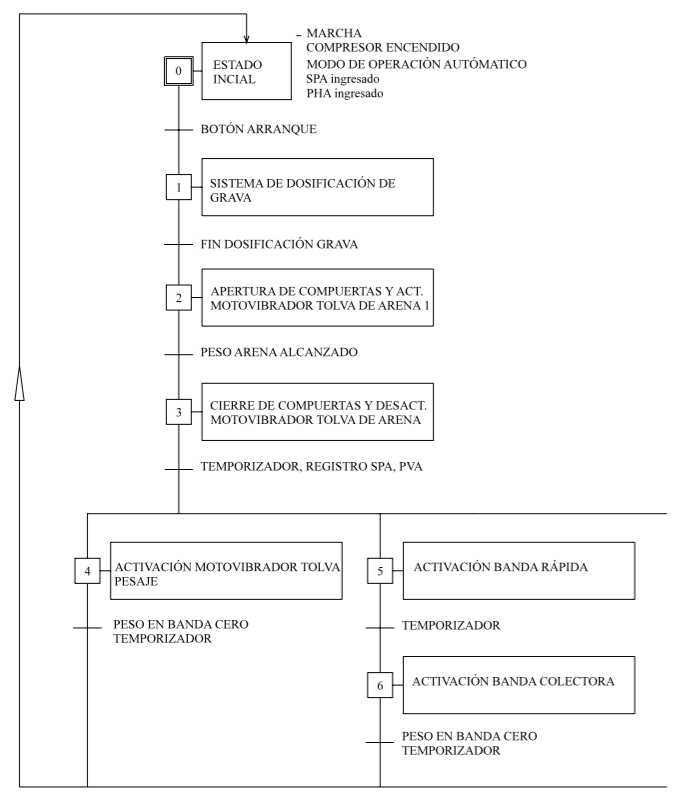 – MARCHA
COMPRESOR ENCENDIDO
MODO DE OPERACIÓN AUTÓMATICO
SPA ingresado
PHA ingresado
0
ESTADO
INCIAL
BOTÓN ARRANQUE
1
SISTEMA DE DOSIFICACIÓN DE
GRAVA
FIN DOSIFICACIÓN GRAVA
2
APERTURA DE COMPUERTAS Y ACT.
MOTOVIBRADOR TOLVA DE ARENA 1
PESO ARENA ALCANZADO
3
CIERRE DE COMPUERTAS Y DESACT.
MOTOVIBRADOR TOLVA DE ARENA
TEMPORIZADOR, REGISTRO SPA, PVA
4
ACTIVACIÓN MOTOVIBRADOR TOLVA
PESAJE
PESO EN BANDA CERO
TEMPORIZADOR
5
ACTIVACIÓN BANDA RÁPIDA
TEMPORIZADOR
6
ACTIVACIÓN BANDA COLECTORA
PESO EN BANDA CERO
TEMPORIZADOR